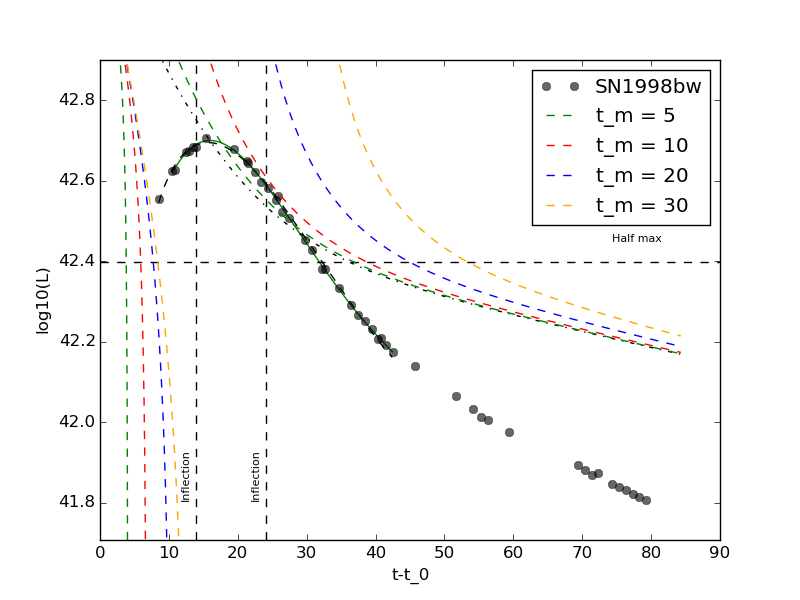 42.8
42.6
42.4
42.2
42.0
41.8
log10(L)
SN1998bw
t_m = 5
t_m = 10
t_m = 20
t_m = 30
Half max
Inflection
Inflection
0 10 20 30 40 50 60 70 80 90
t-t_0